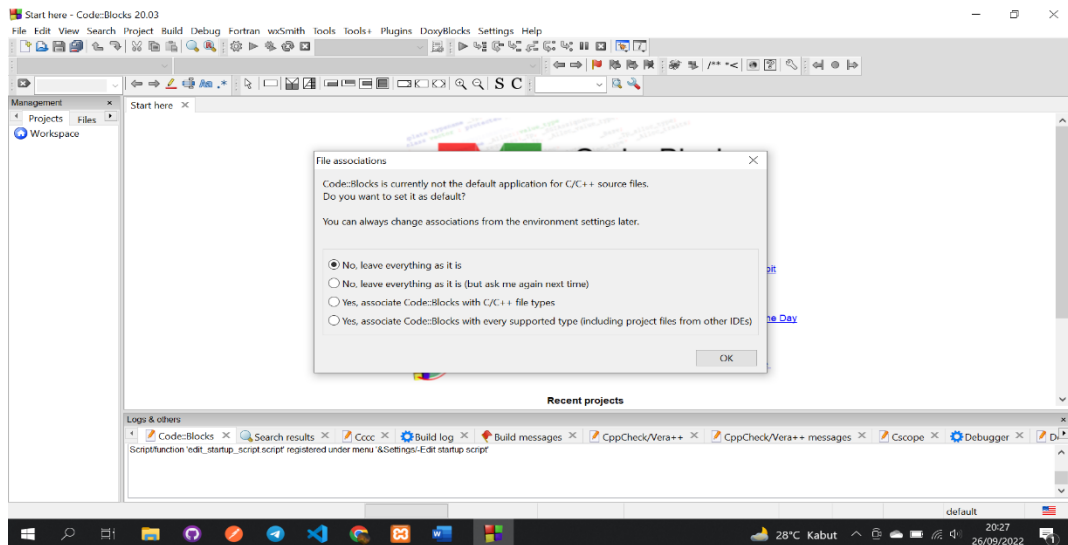 Start here - Code::Blocks 20.03
File Edit View Search Project Build Debug Fortran wxSmith Tools Tools+ Plugins DoxyBlocks Settings Help
/** *<
Aa .*
S C
Management
Start here
Projects Files
Workspace
File associations
Code::Blocks is currently not the default application for C/C++ source files.
Do you want to set it as default?
You can always change associations from the environment settings later.
No, leave everything as it is
No, leave everything as it is (but ask me again next time)
Yes, associate Code::Blocks with C/C++ file types
Yes, associate Code::Blocks with every supported type (including project files from other IDEs)
OK
Day
Recent projects
Logs & others
Code::Blocks Search results Cccc Build log Build messages CppCheck/Vera++ CppCheck/Vera++ messages Cscope Debugger
Script/function 'edit_startup_script script' registered under menu '&Settings/-Edit startup script'
default
28°C Kabut
20:27
26/09/2022